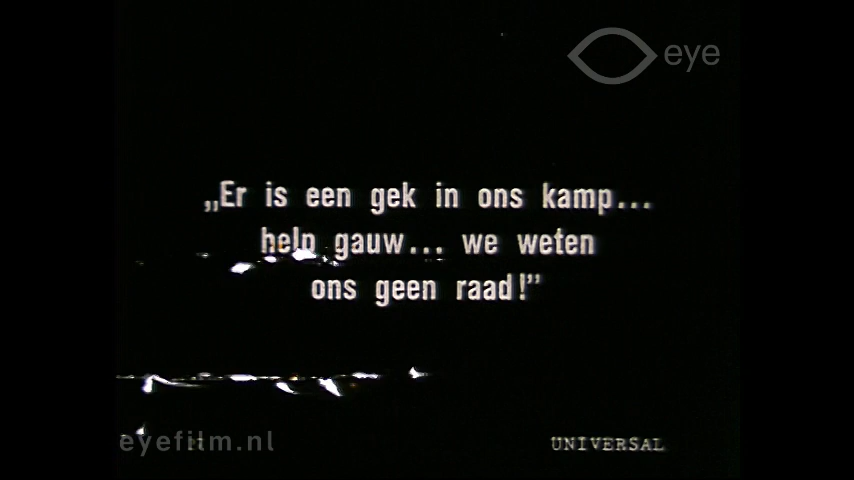 eye
„Er is een gek in ons kamp...
help gauw... we weten
ons geen raad!”
eyefilm.nl
UNIVERSAL